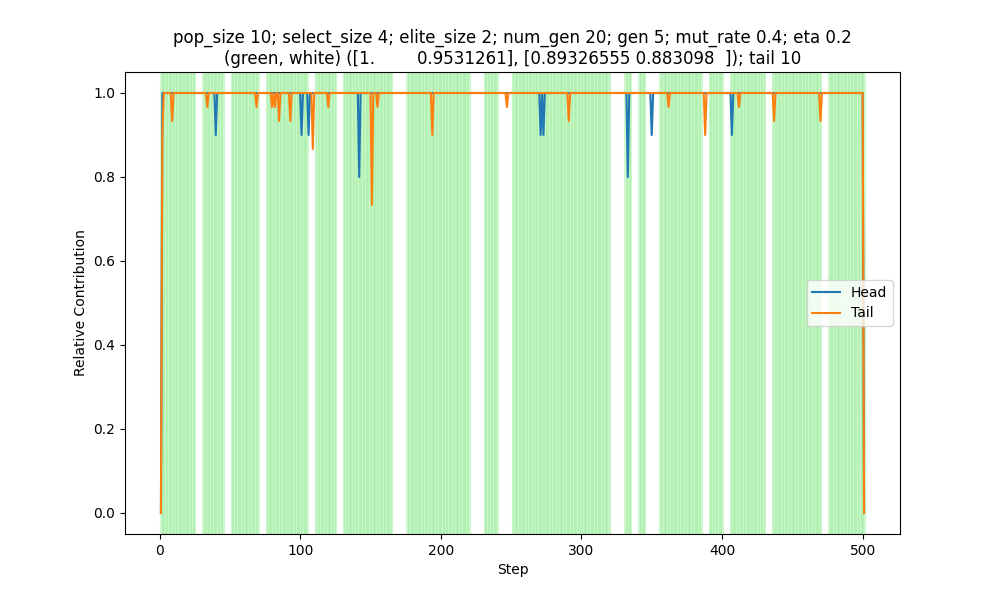 pop_size 10; select_size 4; elite_size 2; num_gen 20; gen 5; mut_rate 0.4; eta 0.2
(green, white) ([1.        0.9531261], [0.89326555 0.883098  ]); tail 10
Relative Contribution
1.0
0.8
0.6
0.4
0.2
0.0
Head
Tail
0 100 200 300 400 500
Step